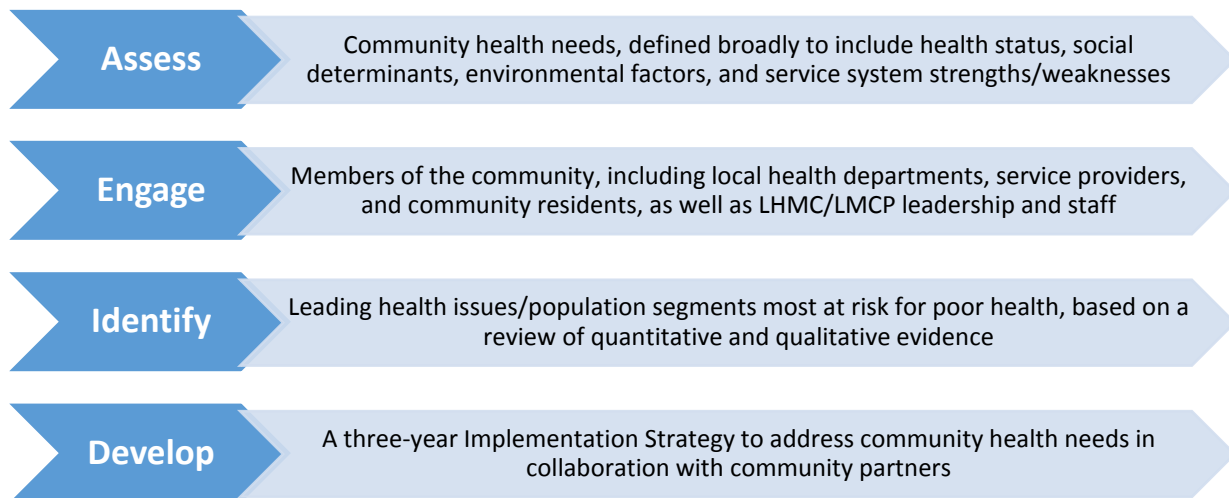 Assess
Community health needs, defined broadly to include health status, social
determinants, environmental factors, and service system strengths/weaknesses
Engage
Members of the community, including local health departments, service providers,
and community residents, as well as LHMC/LMCP leadership and staff
Identify
Leading health issues/population segments most at risk for poor health, based on a
review of quantitative and qualitative evidence
Develop
A three-year Implementation Strategy to address community health needs in
collaboration with community partners